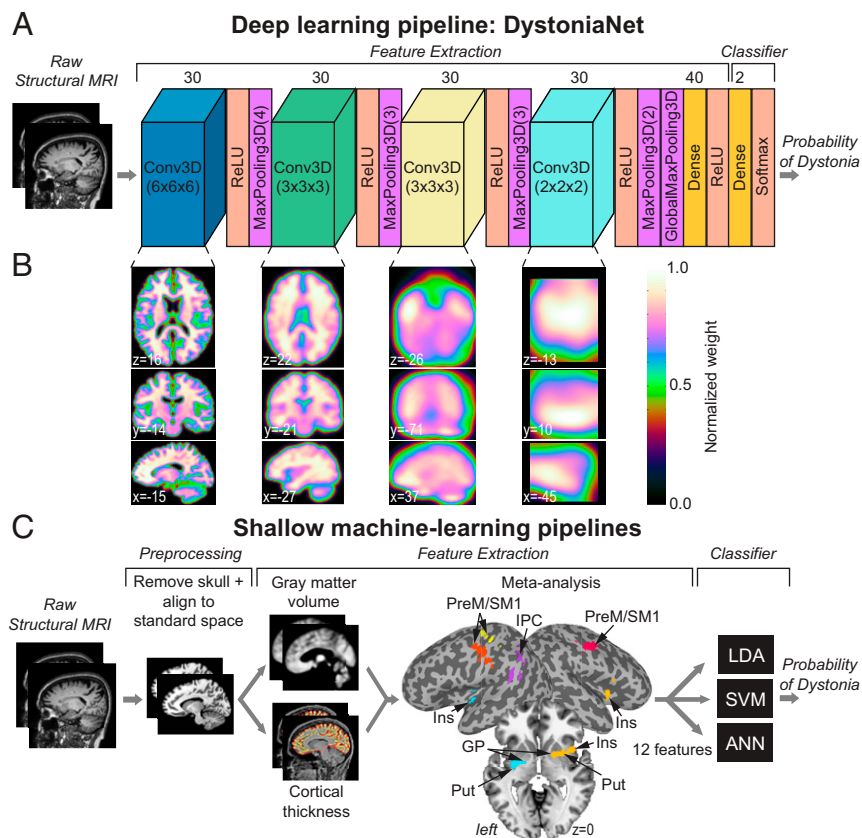 A
Deep learning pipeline: DystoniaNet
Feature Extraction
Classifier
Raw
Structural MRI
30
30
30
30
40
2
Conv3D
(6x6x6)
ReLU
MaxPooling3D(4)
Conv3D
(3x3x3)
ReLU
MaxPooling3D(3)
Conv3D
(3x3x3)
ReLU
MaxPooling3D(3)
Conv3D
(2x2x2)
ReLU
MaxPooling3D(2)
GlobalMaxPooling3D
Dense
ReLU
Dense
Softmax
Probability
of Dystonia
B
z=16
z=22
z=-26
z=-13
y=-14
y=-21
y=-71
y=10
x=-15
x=-27
x=37
x=-45
1.0
0.5
0.0
Normalized weight
C
Shallow machine-learning pipelines
Preprocessing
Feature Extraction
Classifier
Raw
Structural MRI
Remove skull +
align to
standard space
Gray matter
volume
Cortical
thickness
Meta-analysis
PreM/SM1
IPC
PreM/SM1
Ins
Ins
GP
Ins
Put
Put
left
z=0
12 features
LDA
SVM
ANN
Probability
of Dystonia